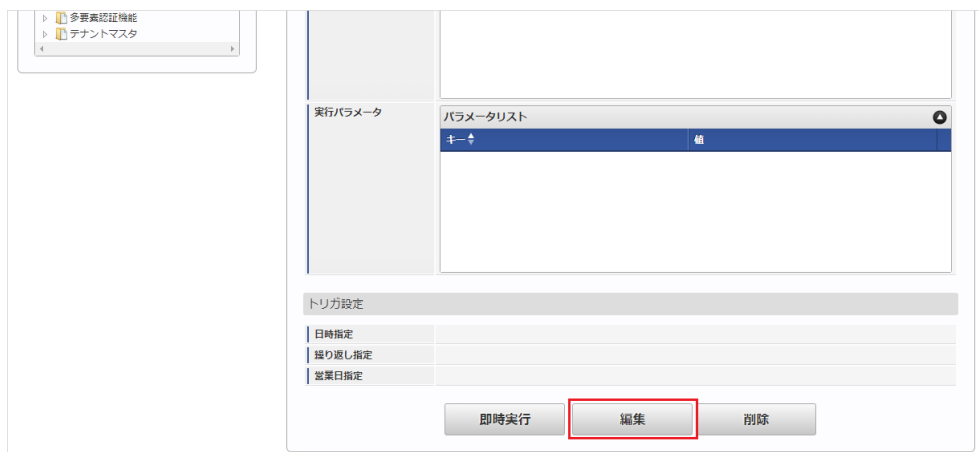 多要素認証機能
テナントマスタ
実行パラメータ
パラメータリスト
キー
値
トリガ設定
日時指定
繰り返し指定
営業日指定
即時実行
編集
削除